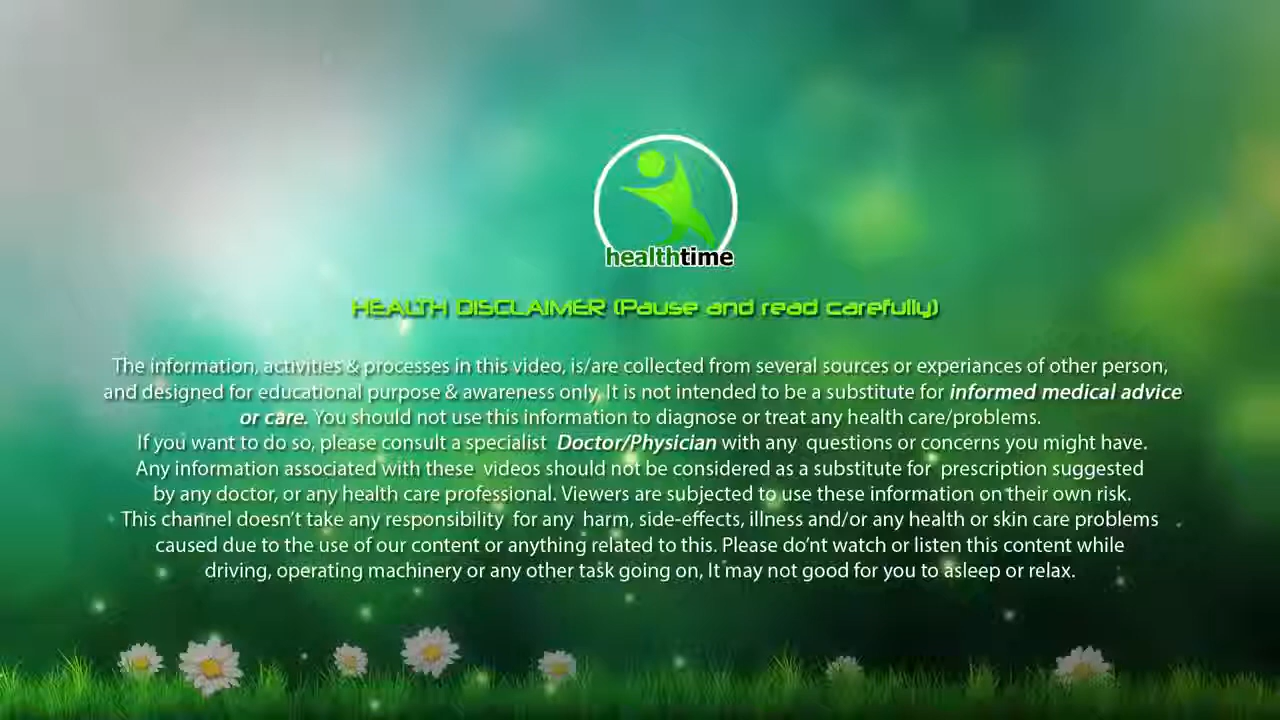 healthtime
HEALTH DISCLAIMER (Pause and read carefully)
The information, activities & processes in this video, is/are collected from several sources or experiances of other person,
and designed for educational purpose & awareness only, It is not intended to be a substitute for informed medical advice
or care. You should not use this information to diagnose or treat any health care/problems.
If you want to do so, please consult a specialist Doctor/Physician with any questions or concerns you might have.
Any information associated with these videos should not be considered as a substitute for prescription suggested
by any doctor, or any health care professional. Viewers are subjected to use these information on their own risk.
This channel doesn't take any responsibility for any harm, side-effects, illness and/or any health or skin care problems
caused due to the use of our content or anything related to this. Please do'nt watch or listen this content while
driving, operating machinery or any other task going on, It may not good for you to asleep or relax.